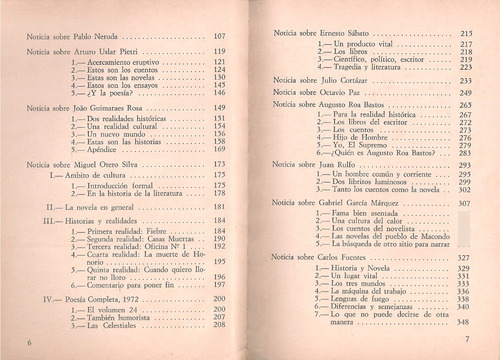 Noticia sobre Pablo Neruda 107
Noticia sobre Arturo Uslar Pietri 119
1.— Acercamiento eruptivo 121
2.— Estos son los cuentos 124
3.— Estas son las novelas 130
4.— Estos son los ensayos 145
5.— ¿Y la poesía? 146
Noticia sobre João Guimaraes Rosa 149
1.— Dos realidades históricas 151
2.— Una realidad cultural 154
3.— Un nuevo mundo 156
4.— Estas son las historias 158
5.— Apéndice 169
Noticia sobre Miguel Otero Silva 173
I.— Ambito de cultura 175
1.— Introducción formal 175
2.— En la historia de la literatura 178
II.— La novela en general 181
III.— Historias y realidades 184
1.— Primera realidad: Fiebre 184
2.— Segunda realidad: Casas Muertas 190
3.— Tercera realidad: Oficina Nº 1 192
4.— Cuarta realidad: La muerte de Ho-
norio 195
5.— Quinta realidad: Cuando quiero llo-
rar no lloro 196
6.— Comentario para poner fin 197
IV.— Poesía Completa, 1972 200
1.— El volumen 24 200
2.— También humorista 207
3.— Las Celestiales 208
6
Noticia sobre Ernesto Sábato 215
1.— Un producto vital 217
2.— Los libros 218
3.— Científico, político, escritor 219
4.— Tragedia y literatura 223
Noticia sobre Julio Cortázar 233
Noticia sobre Octavio Paz 249
Noticia sobre Augusto Roa Bastos 265
1.— Para la realidad histórica 267
2.— Los libros del escritor 272
3.— Los cuentos 273
4.— Hijo de Hombre 276
5.— Yo, El Supremo 279
6.— ¿Quién es Augusto Roa Bastos? 283
Noticia sobre Juan Rulfo 293
1.— Un hombre común y corriente 295
2.— Dos libritos luminosos 299
3.— Tanto los cuentos como la novela 302
Noticia sobre Gabriel García Márquez 307
1.— Fama bien asentada
2.— Una cultura del calor
3.— Los cuentos del novelista
4.— Las novelas del pueblo de Macondo
5.— La búsqueda de otro sitio para narrar
Noticia sobre Carlos Fuentes 327
1.— Historia y Novela 329
2.— Un lugar vital 331
3.— Los tres mundos 333
4.— La máquina del trabajo 336
5.— Lenguas de fuego 338
6.— Diferencias y semejanzas 340
7.— Lo que no puede decirse de otra
manera 348
7